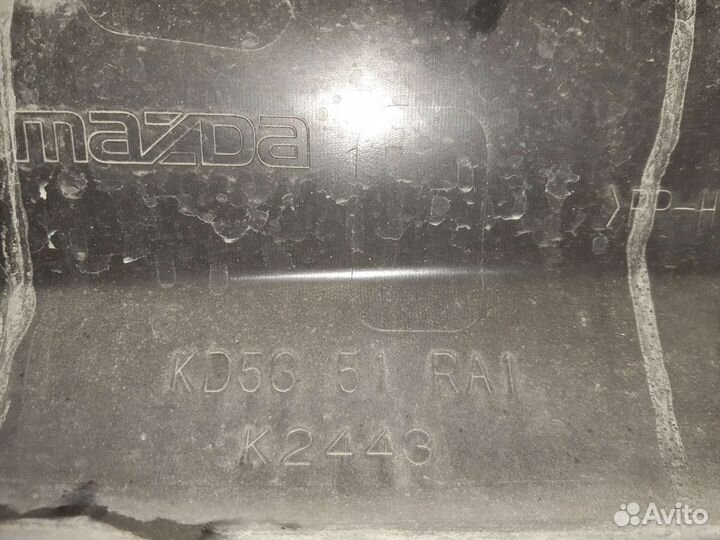 mazda
>PP-H
KD53 51 RA1
K2443
Avito